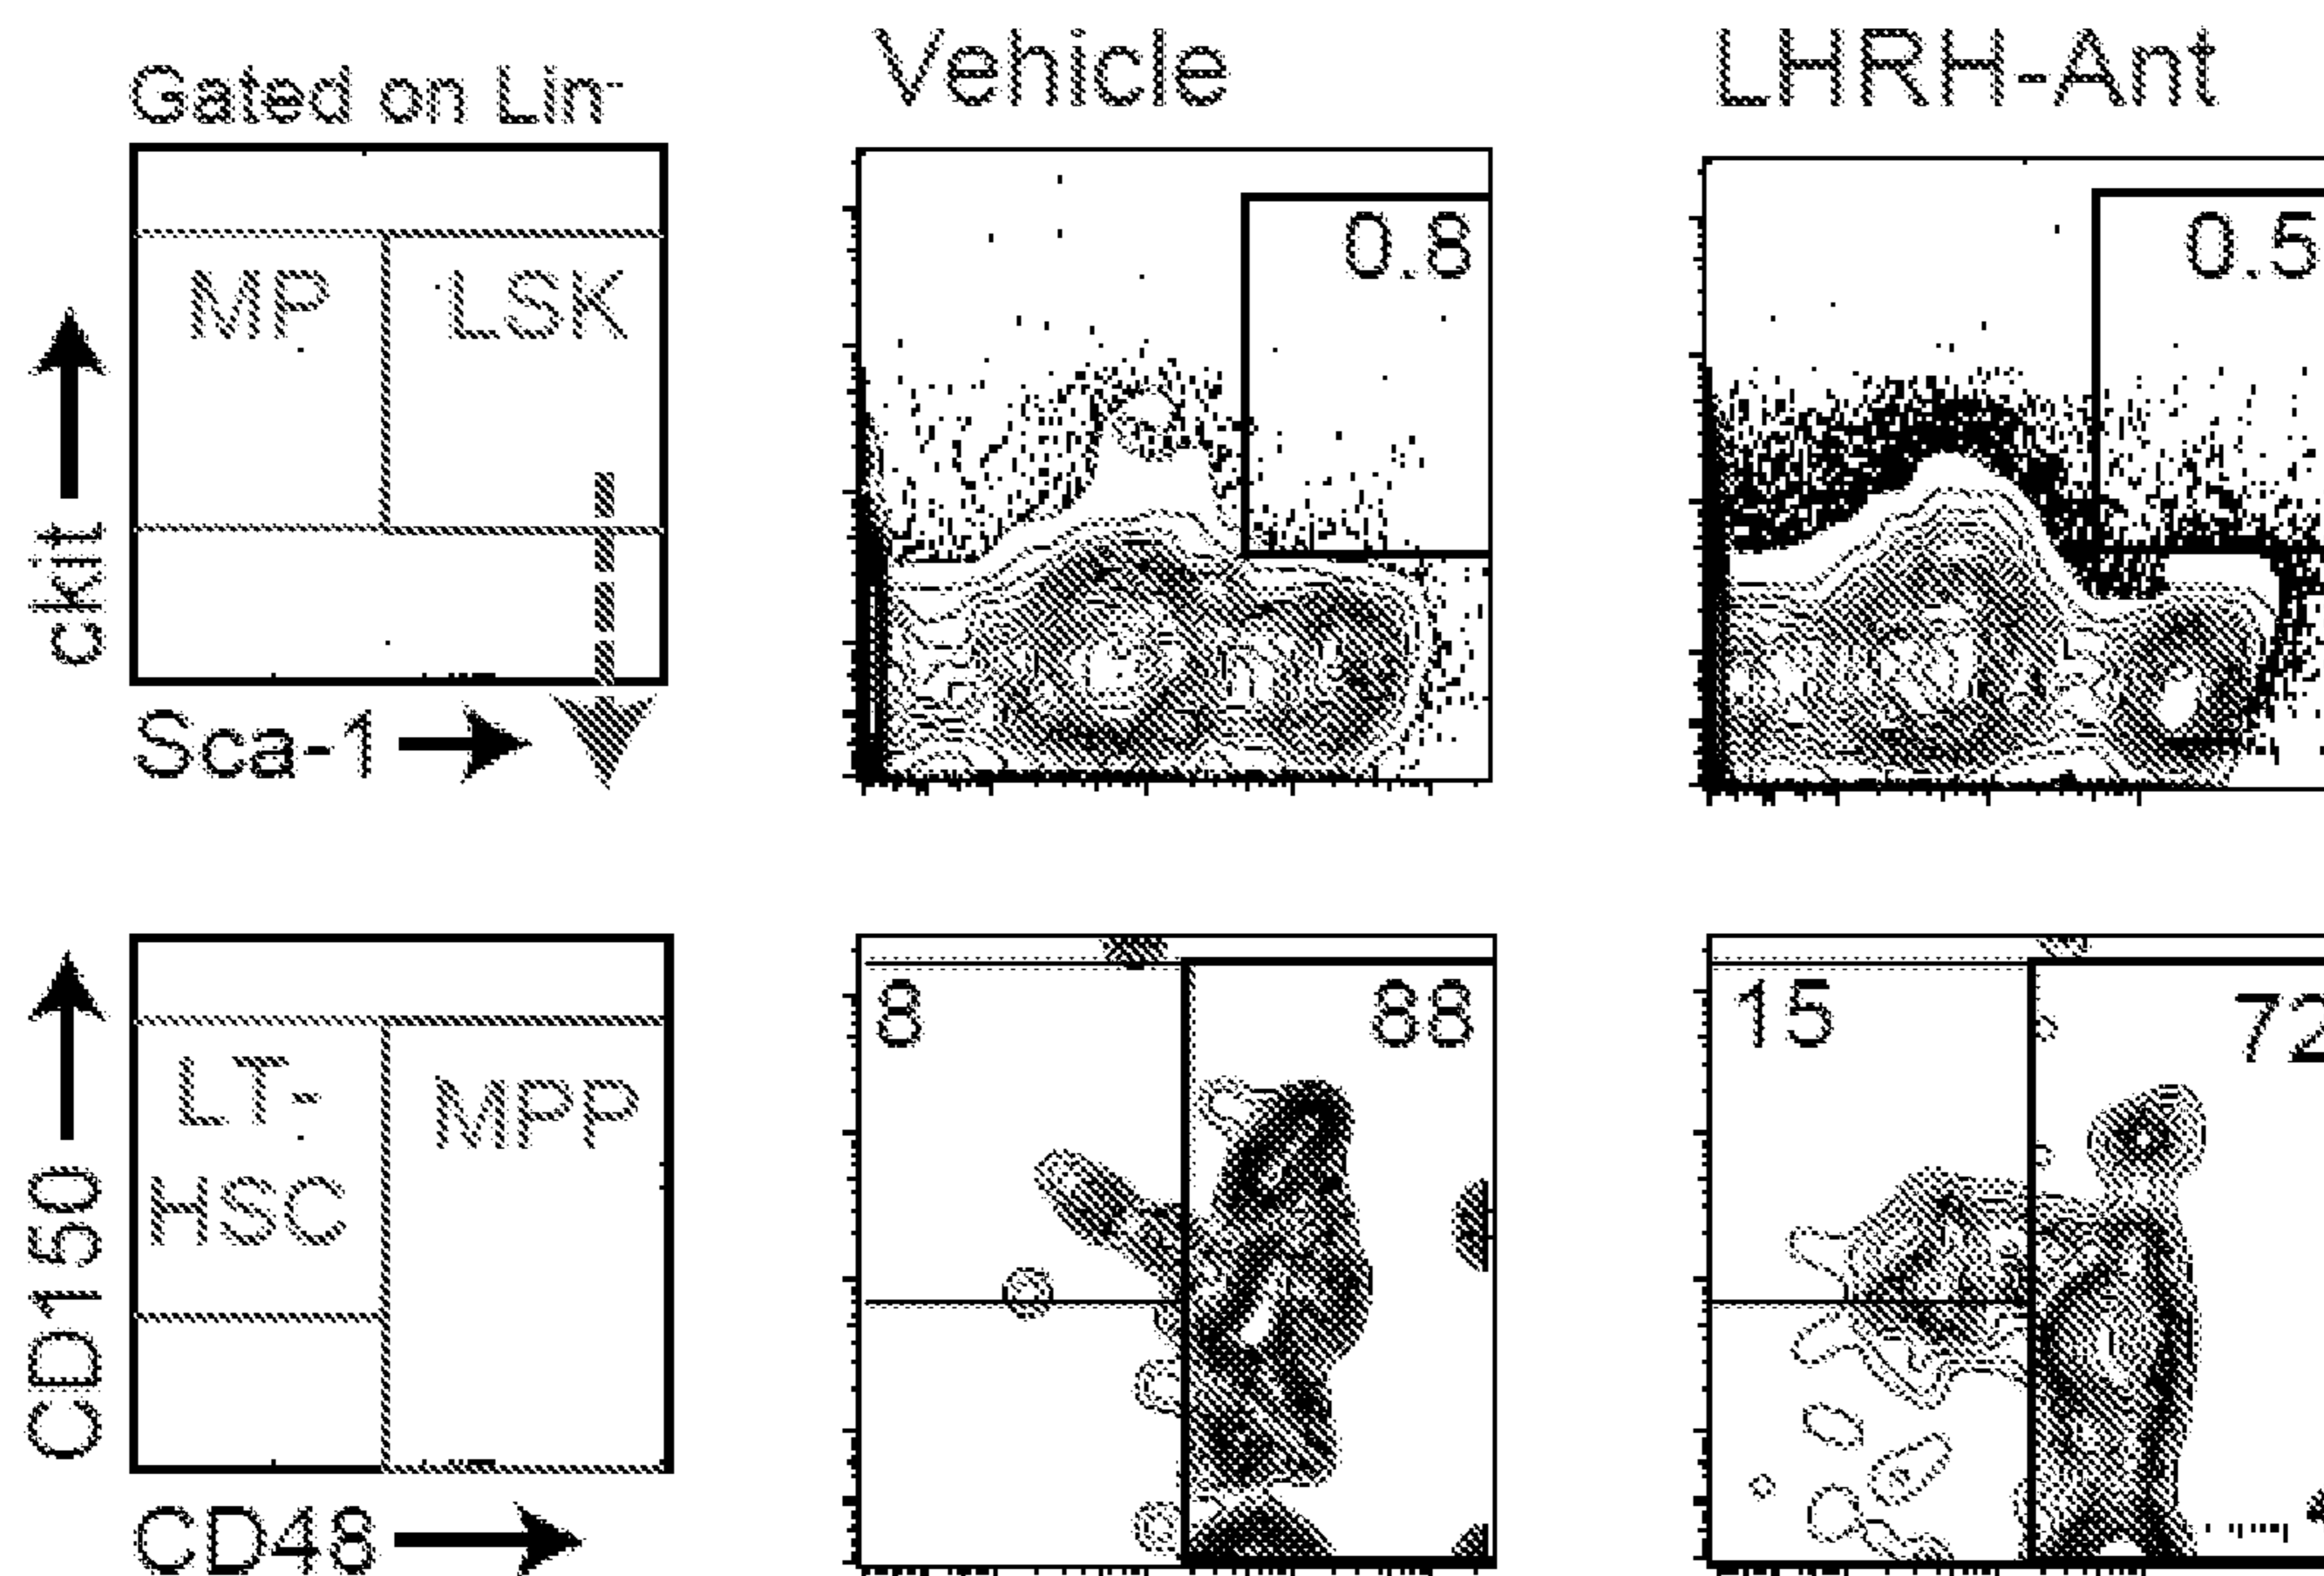 Vehicle
LHRH-Ant
Gated on Lin-
MP
LSK
0.8
0.5
ckit
Sca-1
8
88
15
72
LT-
HSC
MPP
CD150
CD48